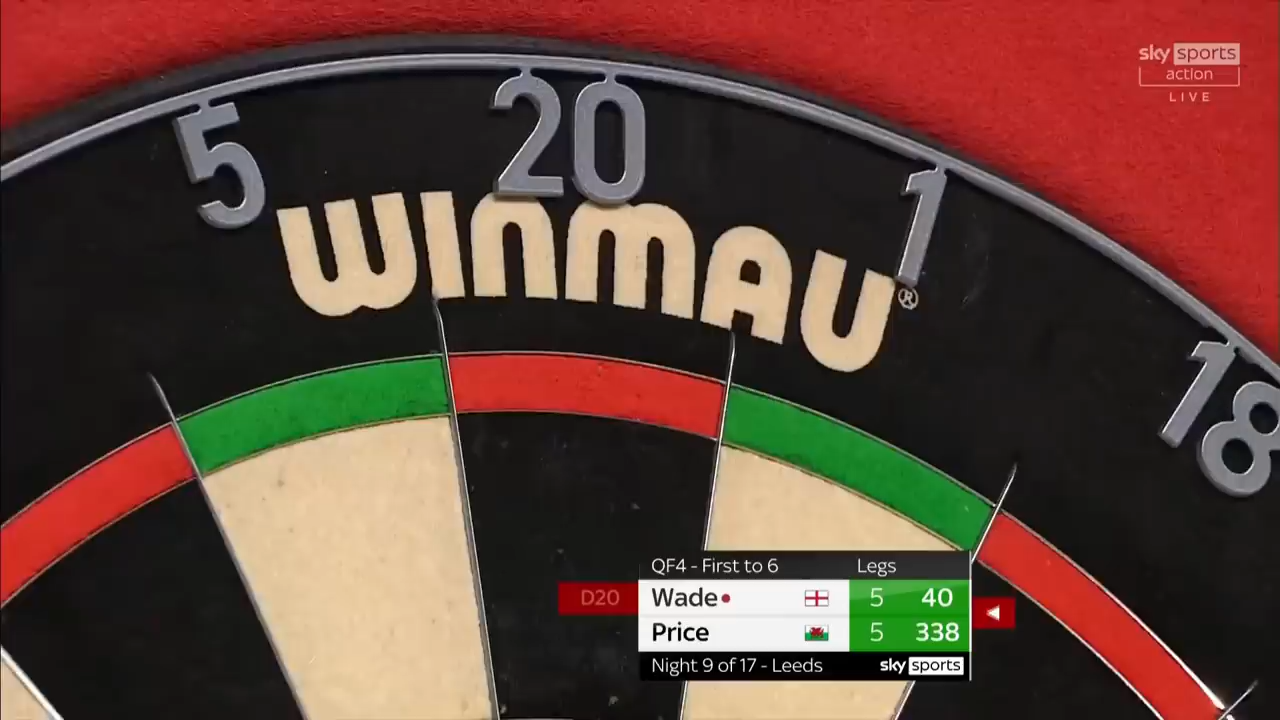 sky sports
action
LIVE
5 20 1 18
WINMAU®
QF4 - First to 6 Legs
D20 Wade 5 40
Price 5 338
Night 9 of 17 - Leeds sky sports